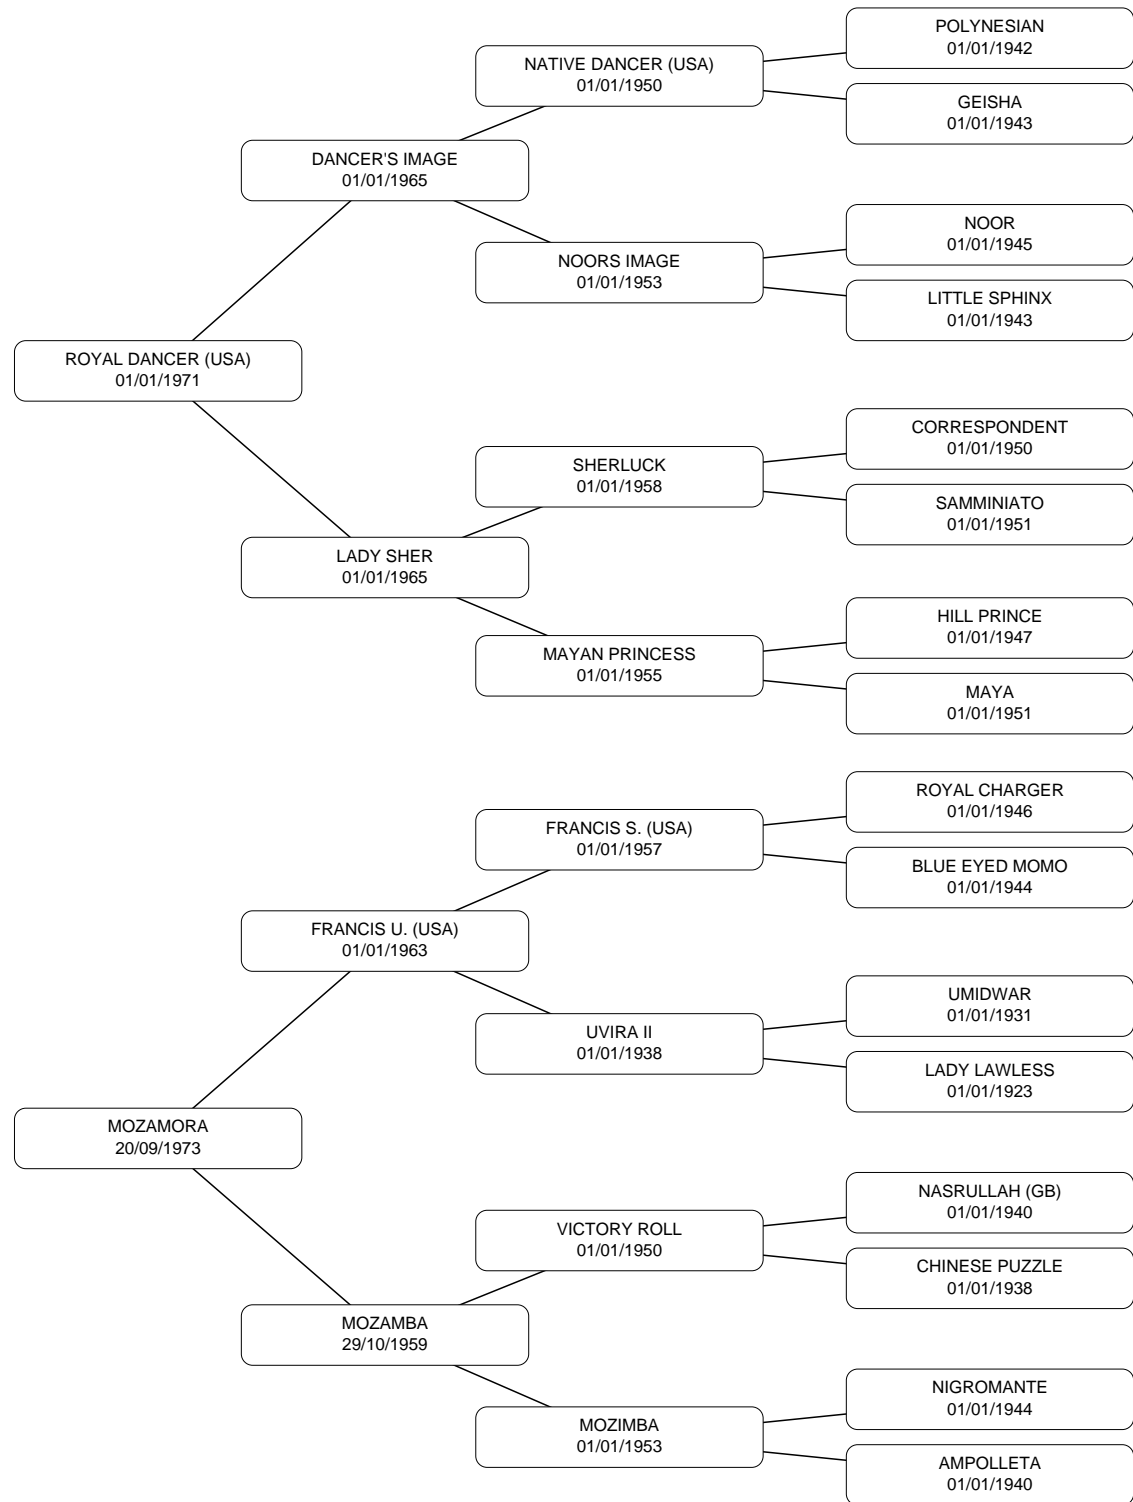 POLYNESIAN
01/01/1942
NATIVE DANCER (USA)
01/01/1950
GEISHA
01/01/1943
DANCER'S IMAGE
01/01/1965
NOOR
01/01/1945
NOORS IMAGE
01/01/1953
LITTLE SPHINX
01/01/1943
ROYAL DANCER (USA)
01/01/1971
CORRESPONDENT
01/01/1950
SHERLUCK
01/01/1958
SAMMINIATO
01/01/1951
LADY SHER
01/01/1965
HILL PRINCE
01/01/1947
MAYAN PRINCESS
01/01/1955
MAYA
01/01/1951
ROYAL CHARGER
01/01/1946
FRANCIS S. (USA)
01/01/1957
BLUE EYED MOMO
01/01/1944
FRANCIS U. (USA)
01/01/1963
UMIDWAR
01/01/1931
UVIRA II
01/01/1938
LADY LAWLESS
01/01/1923
MOZAMORA
20/09/1973
NASRULLAH (GB)
01/01/1940
VICTORY ROLL
01/01/1950
CHINESE PUZZLE
01/01/1938
MOZAMBA
29/10/1959
NIGROMANTE
01/01/1944
MOZIMBA
01/01/1953
AMPOLLETA
01/01/1940